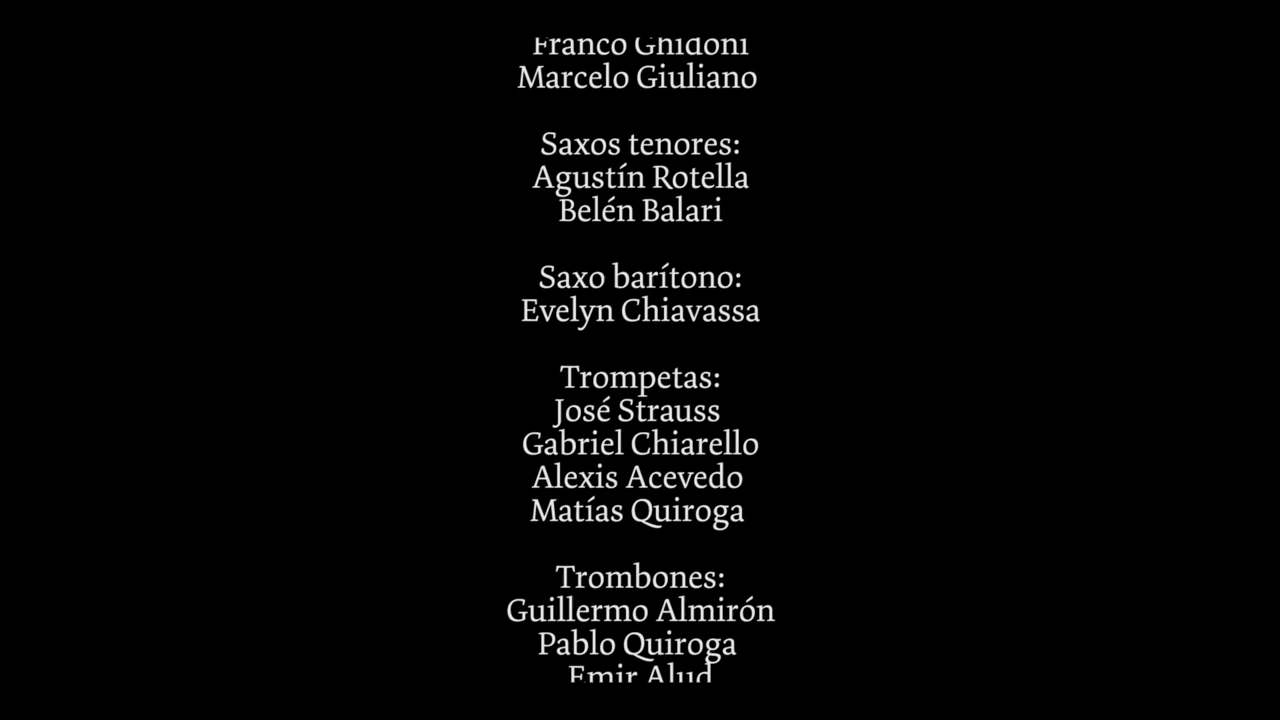 Franco Ghidoni
Marcelo Giuliano
Saxos tenores:
Agustín Rotella
Belén Balari
Saxo barítono:
Evelyn Chiavassa
Trompetas:
José Strauss
Gabriel Chiarello
Alexis Acevedo
Matías Quiroga
Trombones:
Guillermo Almirón
Pablo Quiroga
Emir Alud